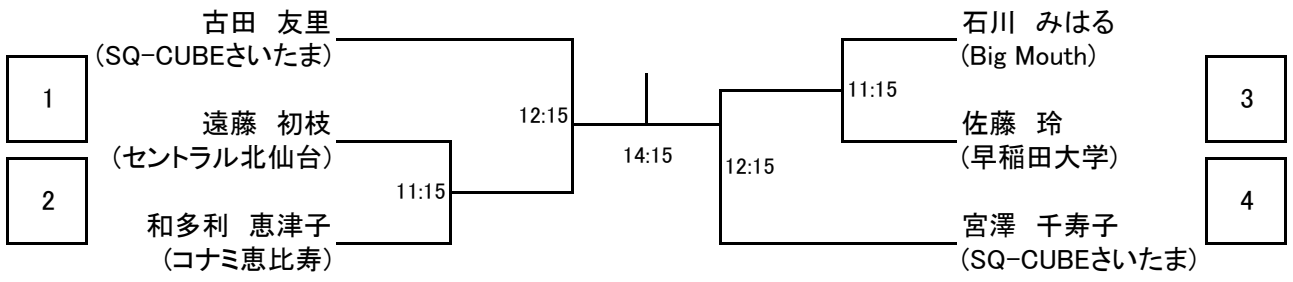 古田　友里
(SQ-CUBEさいたま)
1
遠藤　初枝
(セントラル北仙台)
2
和多利　恵津子
(コナミ恵比寿)
11:15
12:15
14:15
12:15
11:15
石川　みはる
(Big Mouth)
3
佐藤　玲
(早稲田大学)
4
宮澤　千寿子
(SQ-CUBEさいたま)